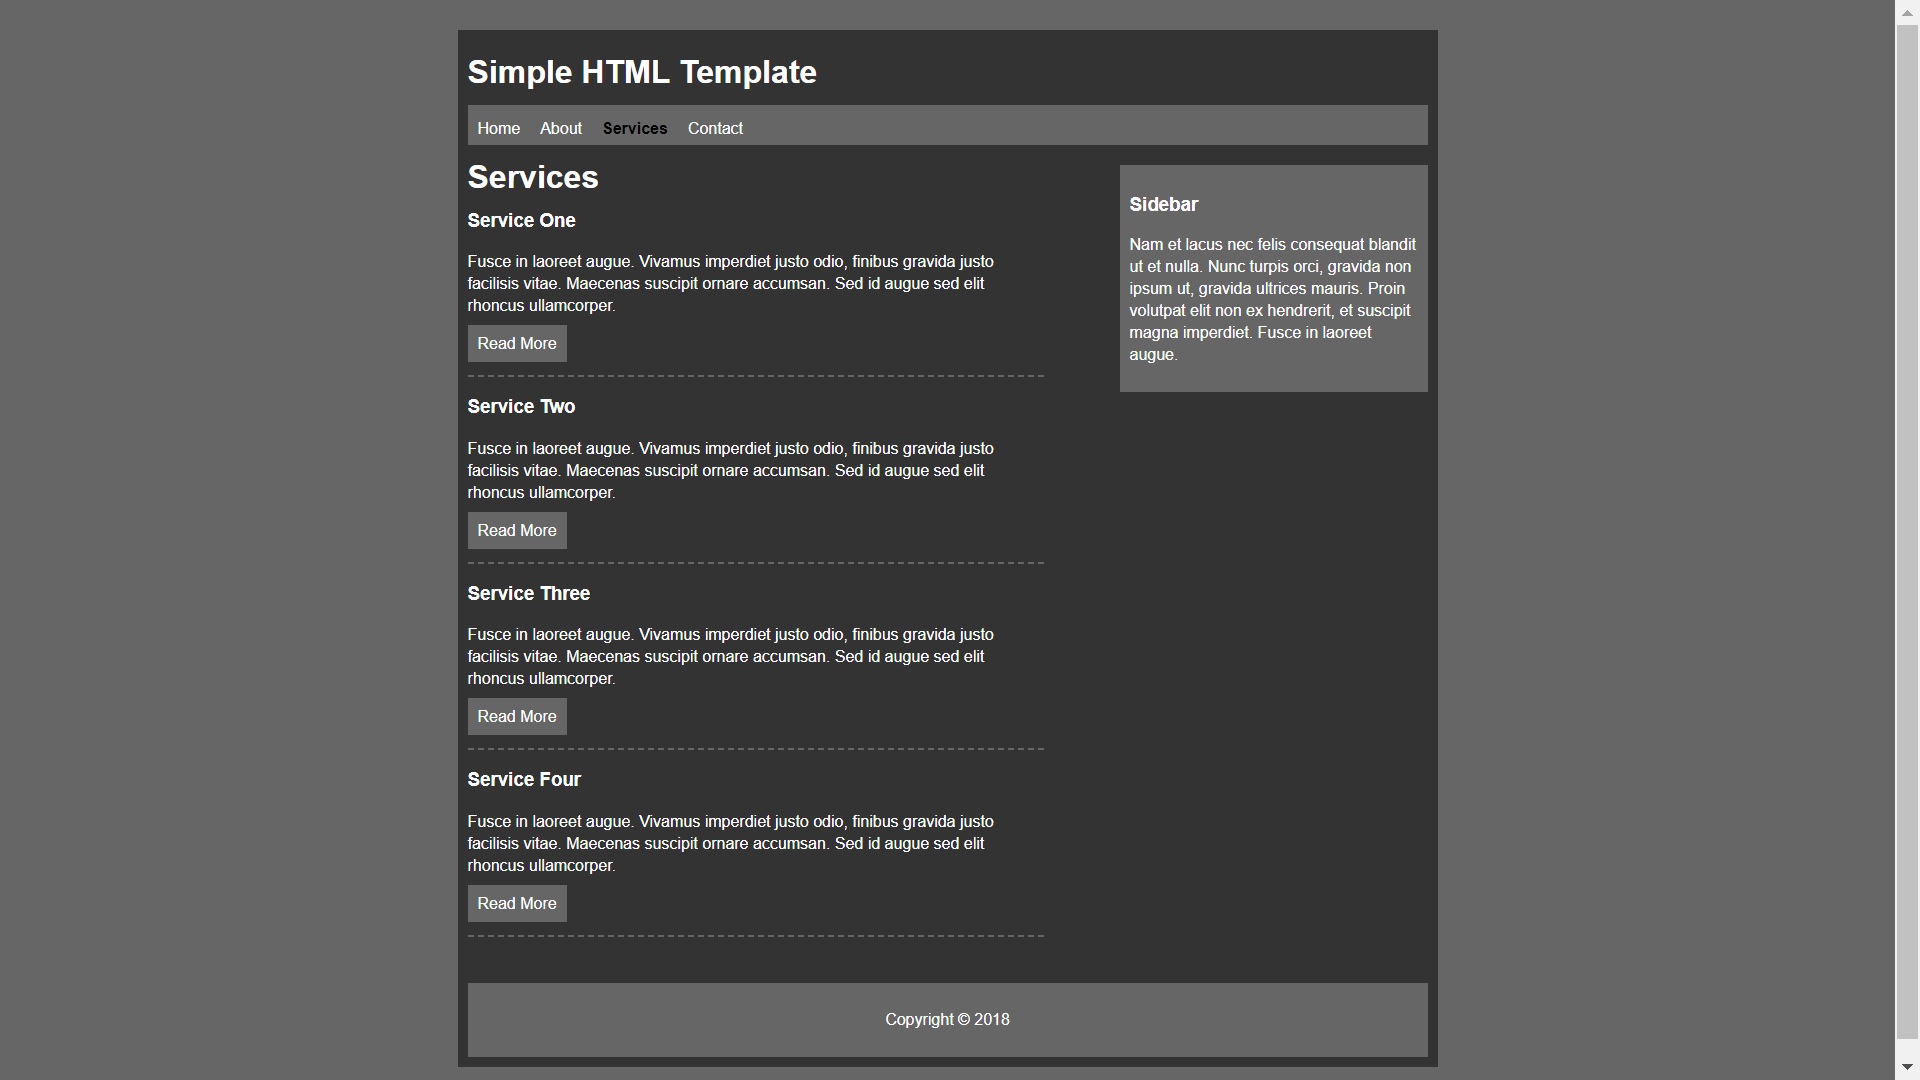 Simple HTML Template
Home About Services Contact
Services
Service One
Fusce in laoreet augue. Vivamus imperdiet justo odio, finibus gravida justo
facilisis vitae. Maecenas suscipit ornare accumsan. Sed id augue sed elit
rhoncus ullamcorper.
Read More
Service Two
Fusce in laoreet augue. Vivamus imperdiet justo odio, finibus gravida justo
facilisis vitae. Maecenas suscipit ornare accumsan. Sed id augue sed elit
rhoncus ullamcorper.
Read More
Service Three
Fusce in laoreet augue. Vivamus imperdiet justo odio, finibus gravida justo
facilisis vitae. Maecenas suscipit ornare accumsan. Sed id augue sed elit
rhoncus ullamcorper.
Read More
Service Four
Fusce in laoreet augue. Vivamus imperdiet justo odio, finibus gravida justo
facilisis vitae. Maecenas suscipit ornare accumsan. Sed id augue sed elit
rhoncus ullamcorper.
Read More
Sidebar
Nam et lacus nec felis consequat blandit
ut et nulla. Nunc turpis orci, gravida non
ipsum ut, gravida ultrices mauris. Proin
volutpat elit non ex hendrerit, et suscipit
magna imperdiet. Fusce in laoreet
augue.
Copyright © 2018